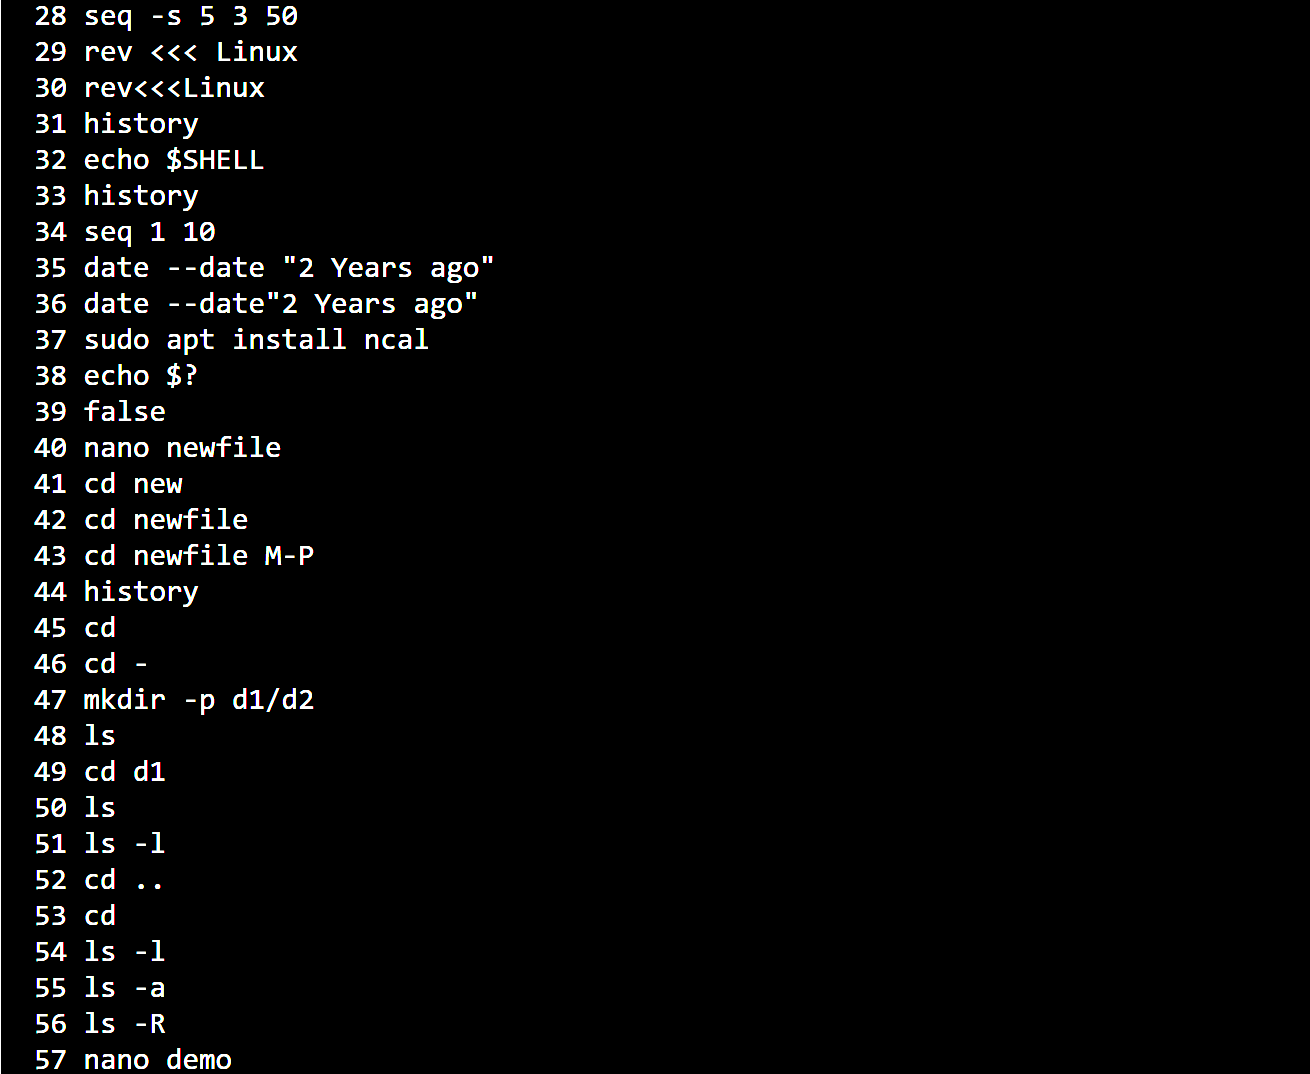 28 seq -s 5 3 50
29 rev <<< Linux
30 rev<<<Linux
31 history
32 echo $SHELL
33 history
34 seq 1 10
35 date --date "2 Years ago"
36 date --date"2 Years ago"
37 sudo apt install ncal
38 echo $?
39 false
40 nano newfile
41 cd new
42 cd newfile
43 cd newfile M-P
44 history
45 cd
46 cd -
47 mkdir -p d1/d2
48 ls
49 cd d1
50 ls
51 ls -l
52 cd ..
53 cd
54 ls -l
55 ls -a
56 ls -R
57 nano demo